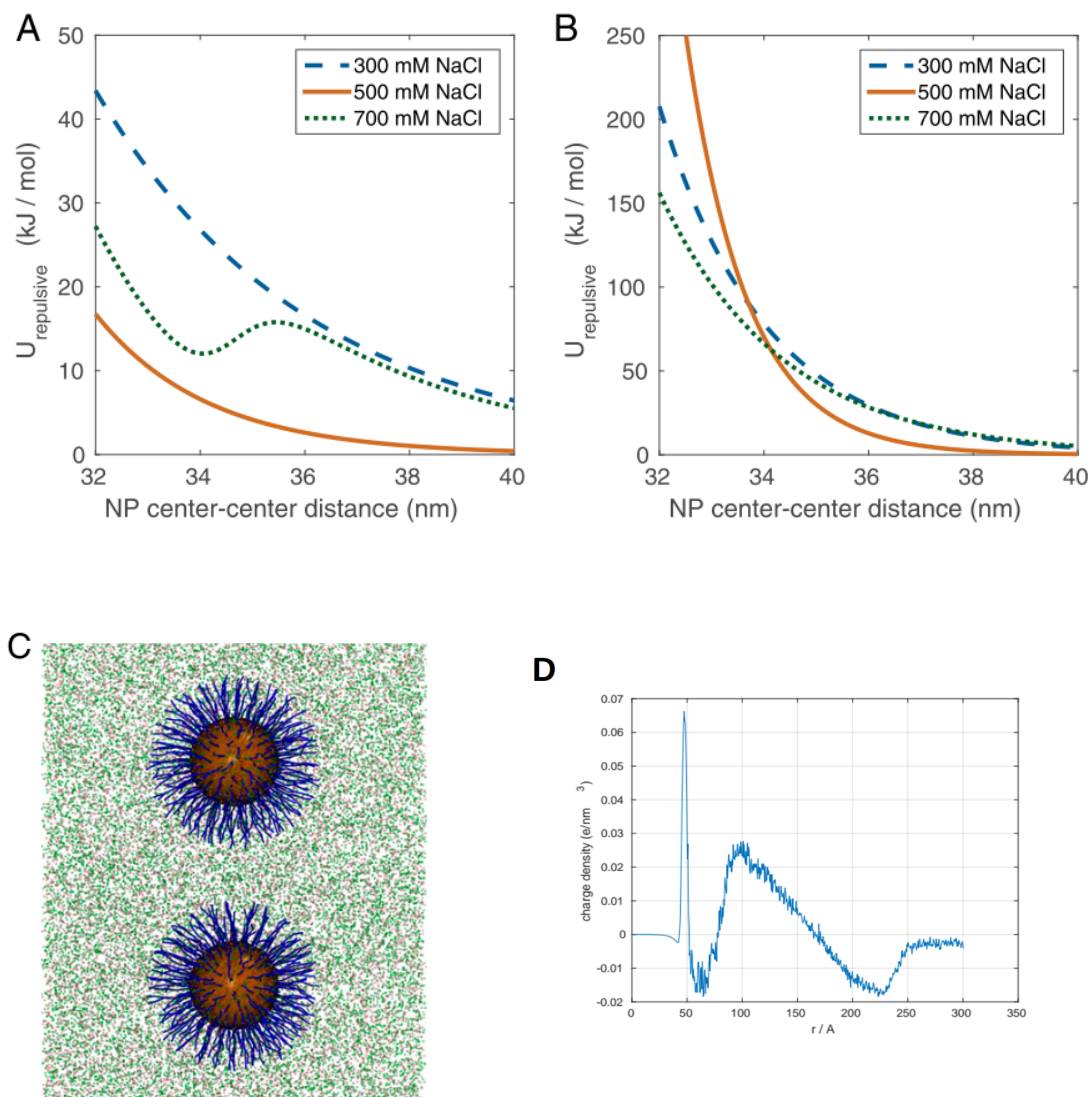 A
50
40
30
20
10
0
U repulsive (kJ / mol)
300 mM NaCl
500 mM NaCl
700 mM NaCl
32 34 36 38 40
NP center-center distance (nm)
B
250
200
150
100
50
0
U repulsive (kJ / mol)
300 mM NaCl
500 mM NaCl
700 mM NaCl
32 34 36 38 40
NP center-center distance (nm)
C
D
0.07
0.06
0.05
0.04
0.03
0.02
0.01
0
-0.01
-0.02
charge density (e/nm 3)
0 50 100 150 200 250 300 350
r / A